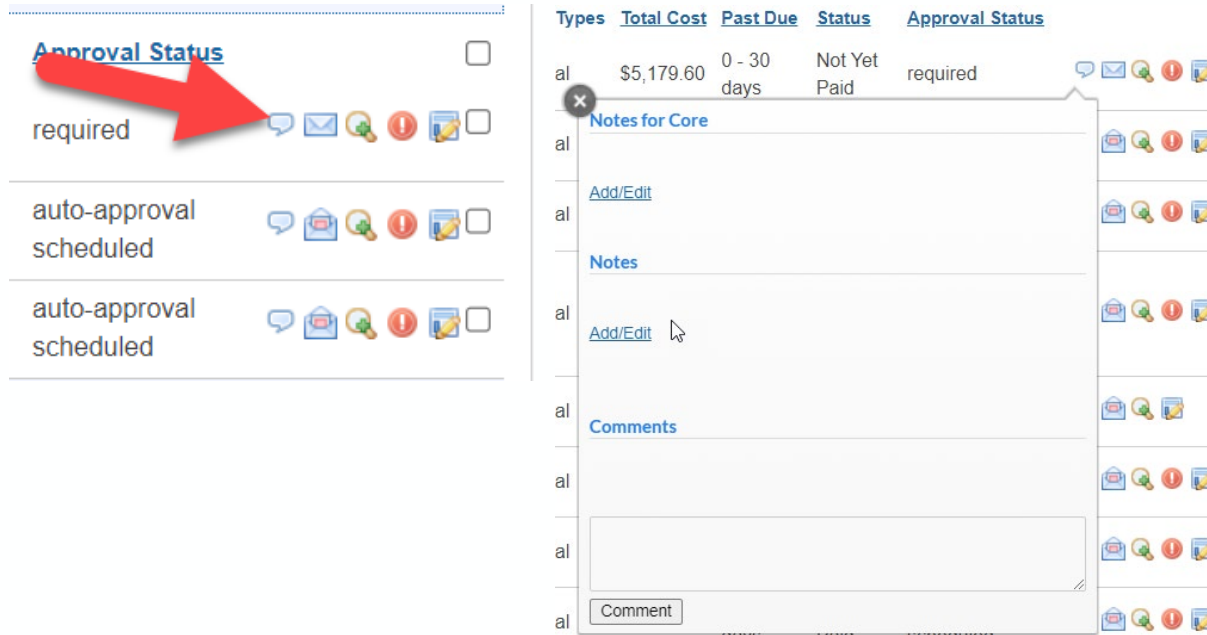 Approval Status
required
auto-approval
scheduled
auto-approval
scheduled
Types Total Cost Past Due Status Approval Status
al $5,179.60 0 - 30 days Not Yet Paid required
Notes for Core
al
Add/Edit
al
Notes
al
Add/Edit
al
Comments
al
al
Comment
al